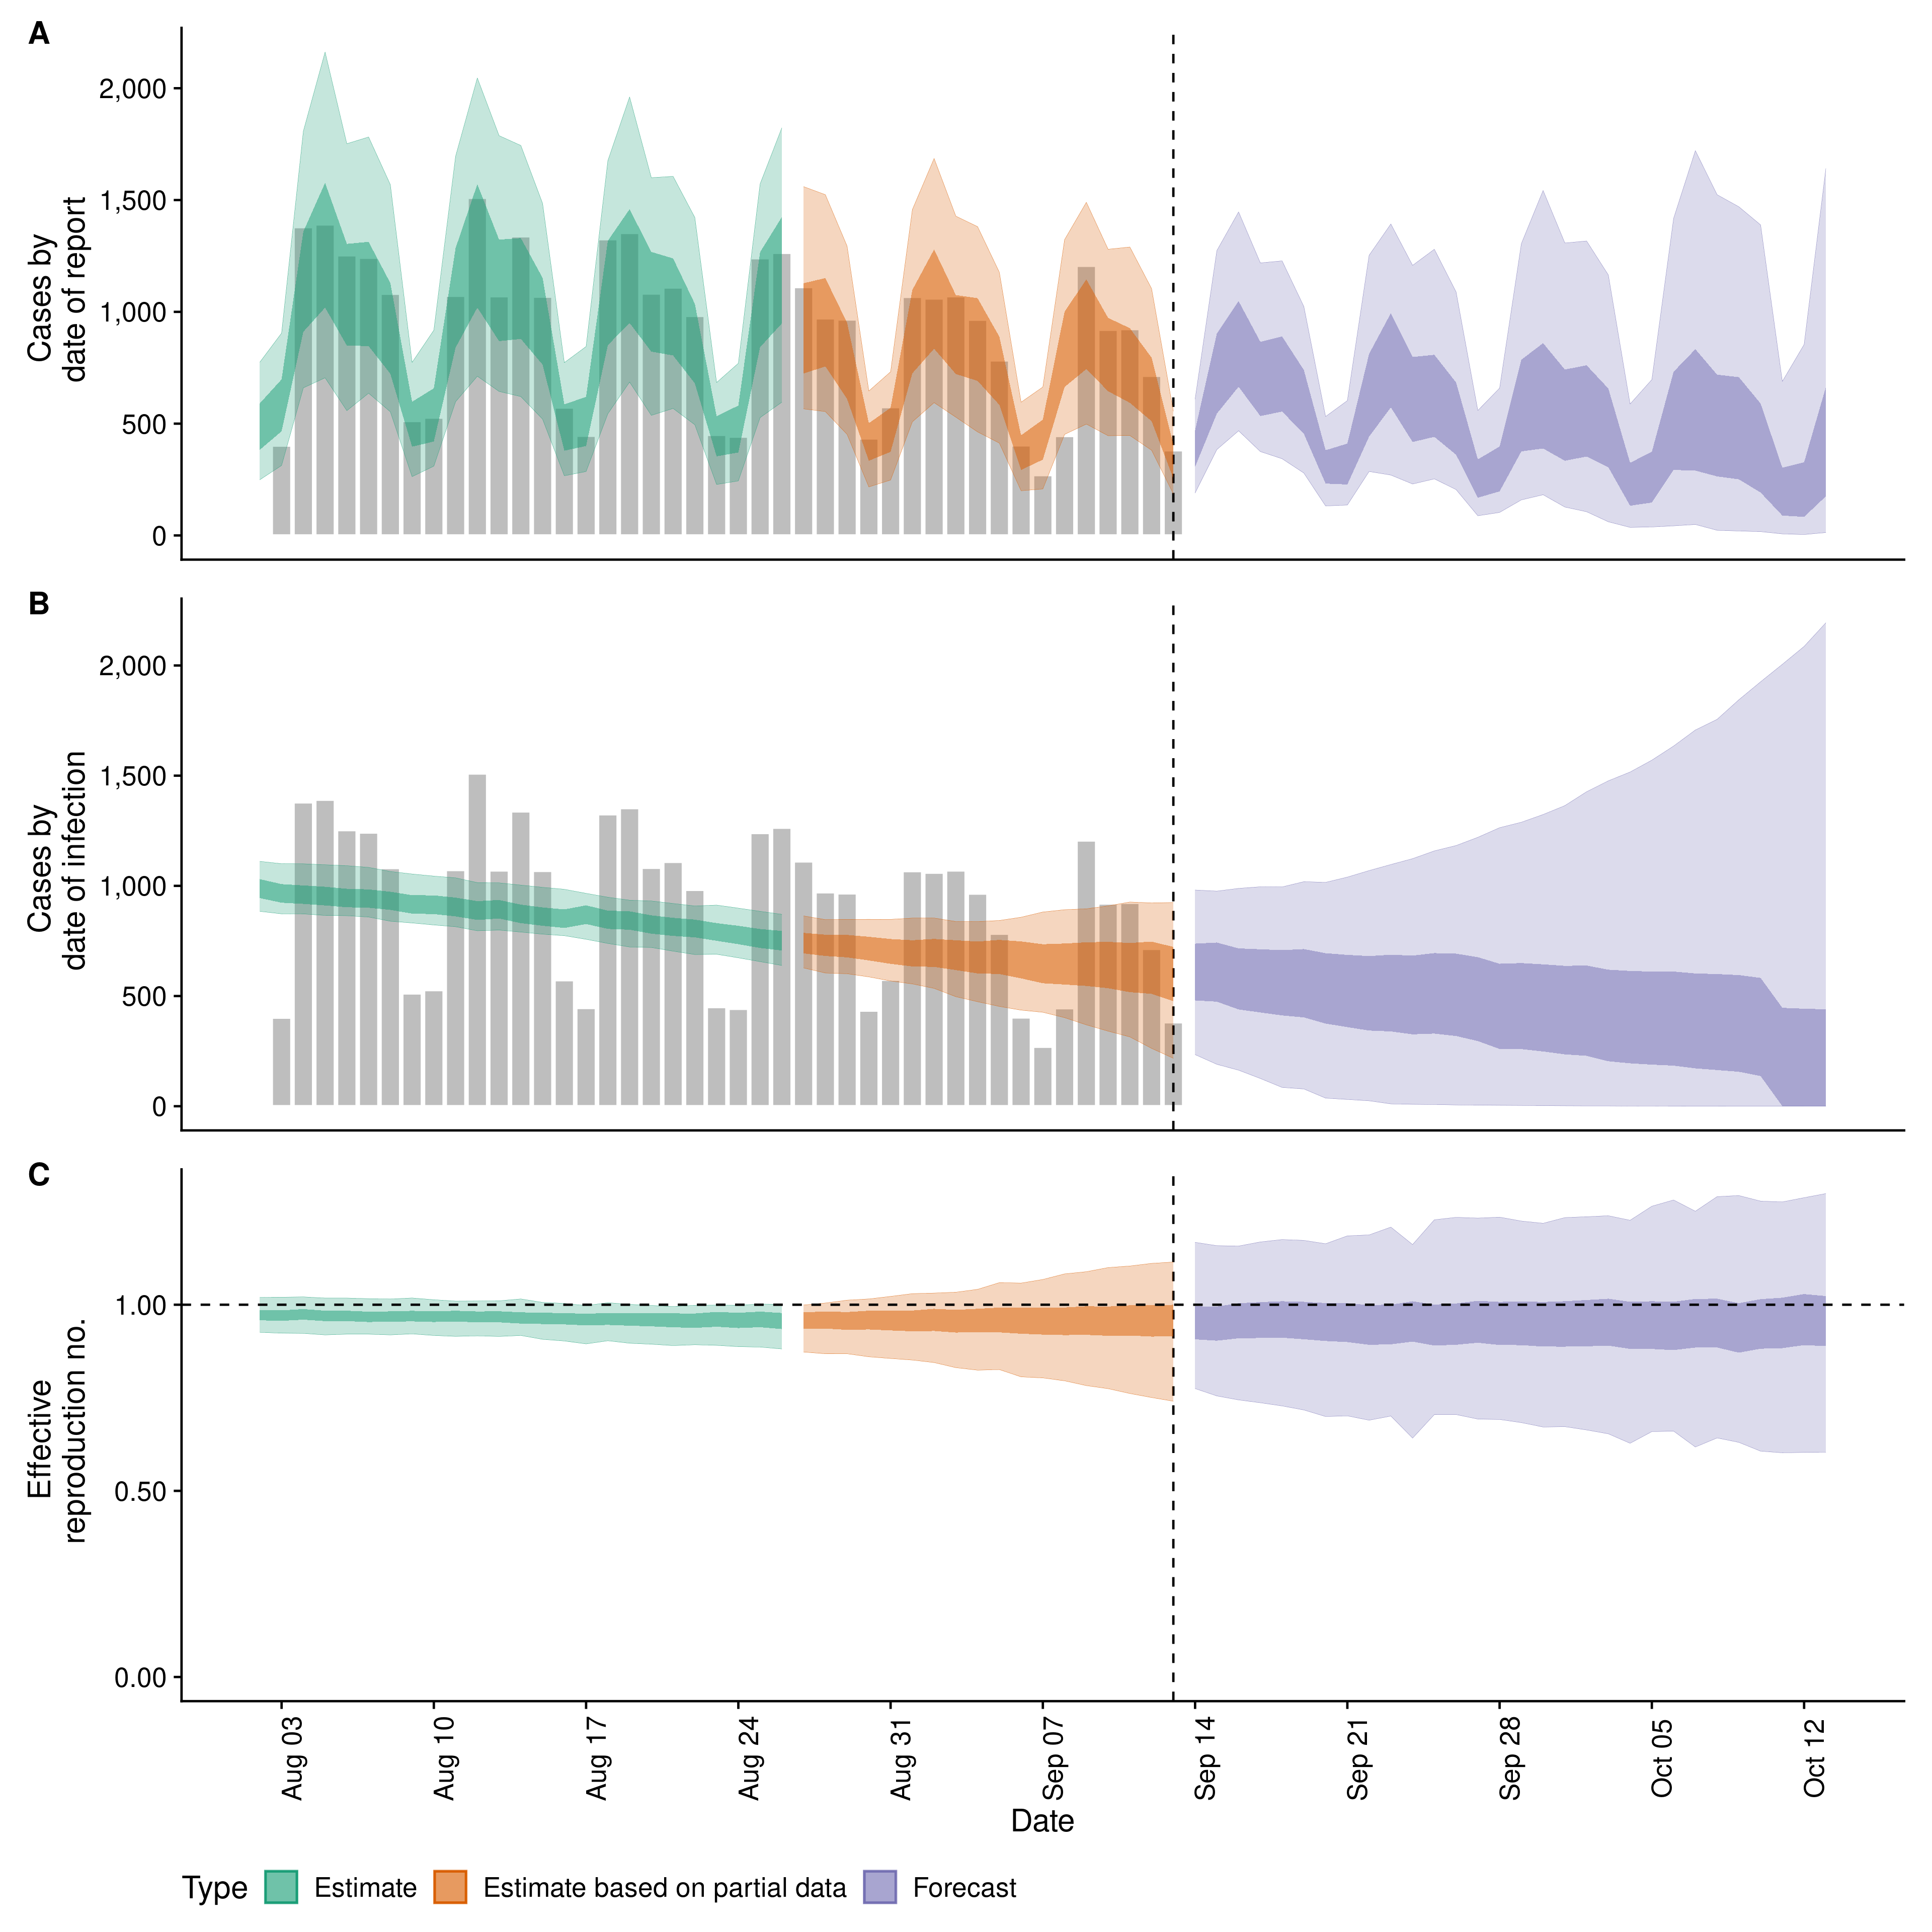 A
Cases by
date of report
2,000
1,500
1,000
500
0
B
Cases by
date of infection
2,000
1,500
1,000
500
0
C
Effective
reproduction no.
1.00
0.50
0.00
Aug 03
Aug 10
Aug 17
Aug 24
Aug 31
Sep 07
Sep 14
Sep 21
Sep 28
Oct 05
Oct 12
Date
Type Estimate Estimate based on partial data Forecast